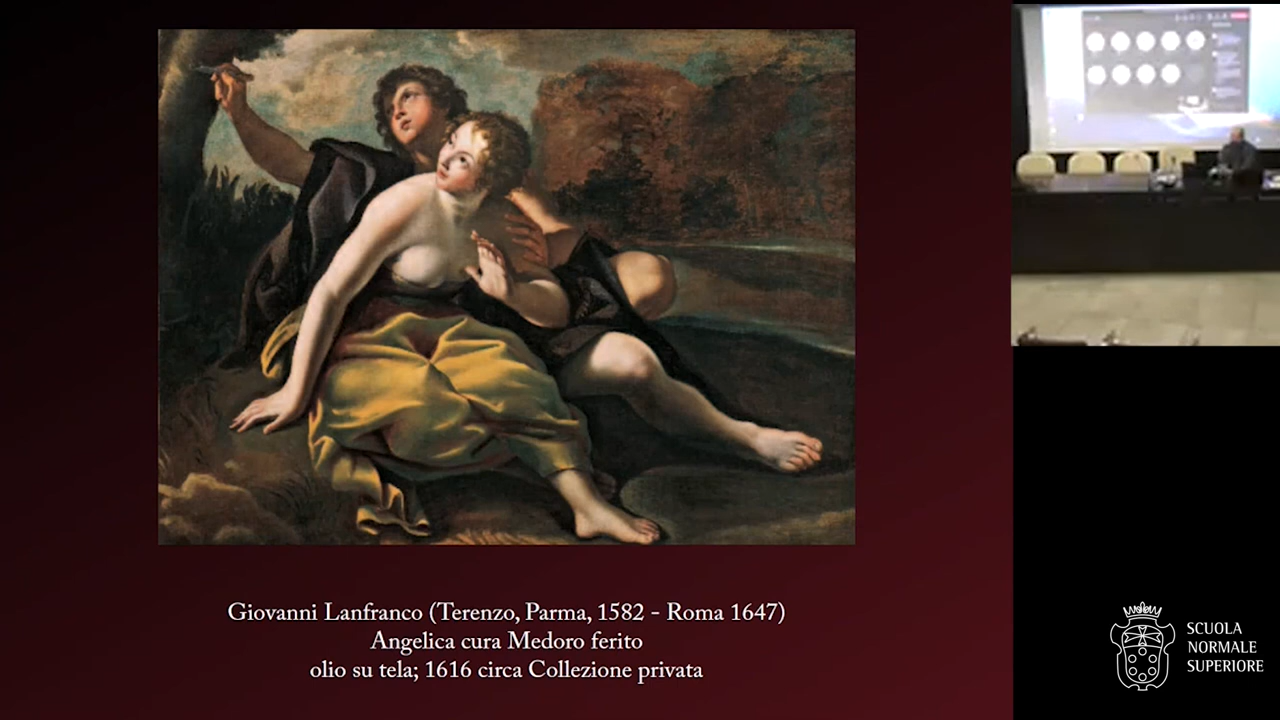 Giovanni Lanfranco (Terenzo, Parma, 1582 - Roma 1647)
Angelica cura Medoro ferito
olio su tela; 1616 circa Collezione privata
SCUOLA
NORMALE
SUPERIORE